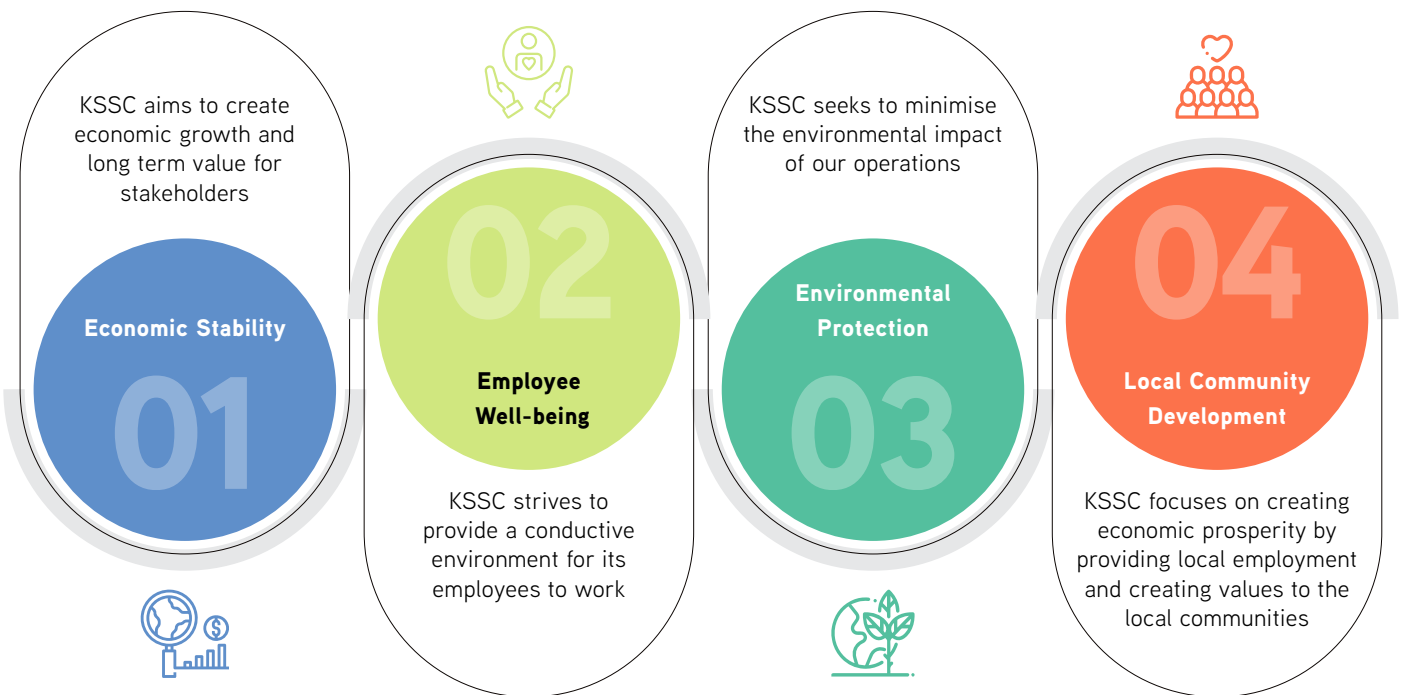 KSSC aims to create
economic growth and
long term value for
stakeholders
Economic Stability
01
02
Employee
Well-being
KSSC strives to
provide a conductive
environment for its
employees to work
KSSC seeks to minimise
the environmental impact
of our operations
Environmental
Protection
03
04
Local Community
Development
KSSC focuses on creating
economic prosperity by
providing local employment
and creating values to the
local communities
$